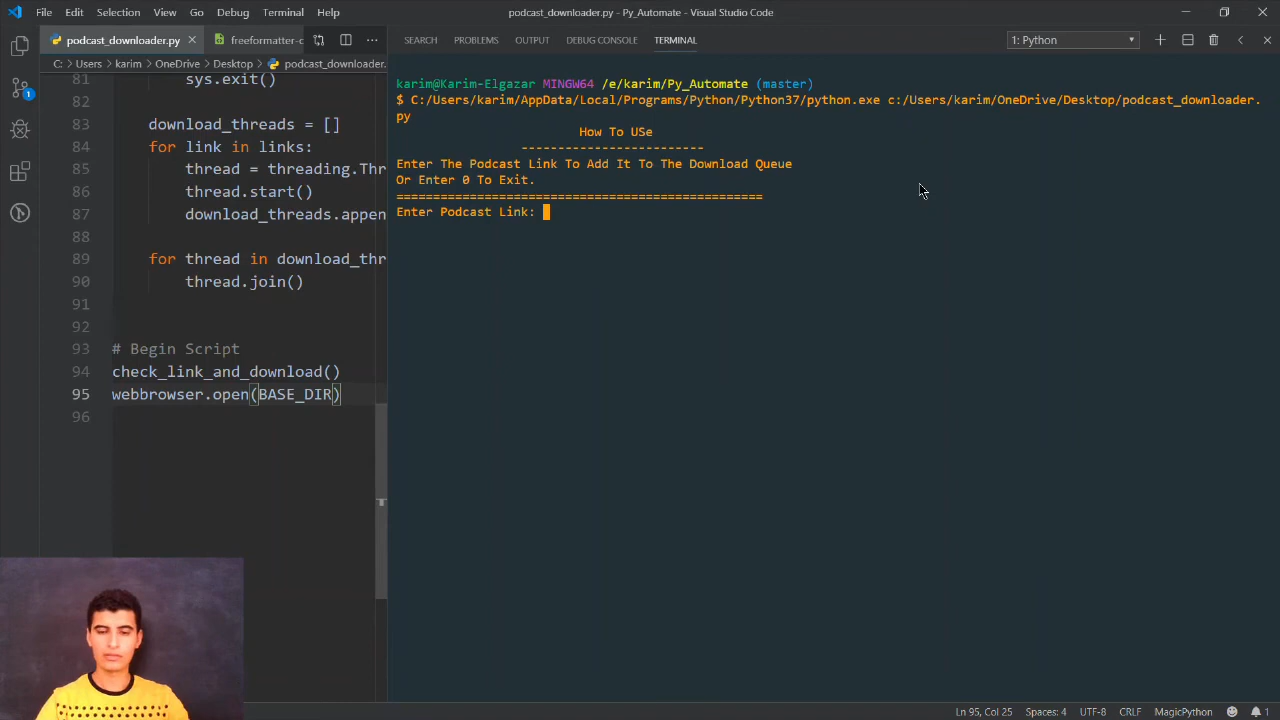 File Edit Selection View Go Debug Terminal Help
podcast_downloader.py - Py_Automate - Visual Studio Code
podcast_downloader.py
freeformatter-c
SEARCH PROBLEMS OUTPUT DEBUG CONSOLE TERMINAL
1: Python
C: > Users > karim > OneDrive > Desktop > podcast_downloader.
81 sys.exit()
82
83 download_threads = []
84 for link in links:
85 thread = threading.Thr
86 thread.start()
87 download_threads.appen
88
89 for thread in download_thr
90 thread.join()
91
92
93 # Begin Script
94 check_link_and_download()
95 webbrowser.open(BASE_DIR)
96
karim@Karim-Elgazar MINGW64 /e/karim/Py_Automate (master)
$ C:/Users/karim/AppData/Local/Programs/Python/Python37/python.exe c:/Users/karim/OneDrive/Desktop/podcast_downloader.
py
How To USe
-------------------------
Enter The Podcast Link To Add It To The Download Queue
Or Enter 0 To Exit.
==================================================
Enter Podcast Link:
1
Ln 95, Col 25 Spaces: 4 UTF-8 CRLF MagicPython 1